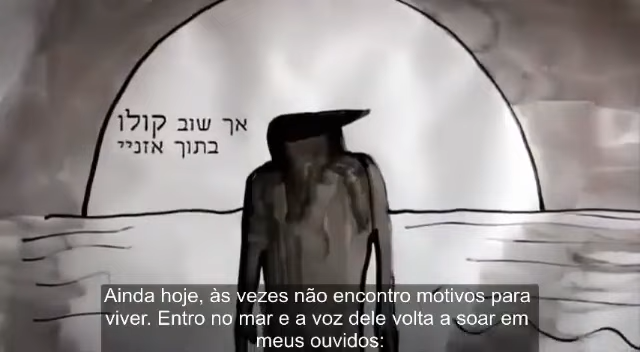 אך שוב קולו
בתוך אזניי
Ainda hoje, às vezes não encontro motivos para
viver. Entro no mar e a voz dele volta a soar em
meus ouvidos: